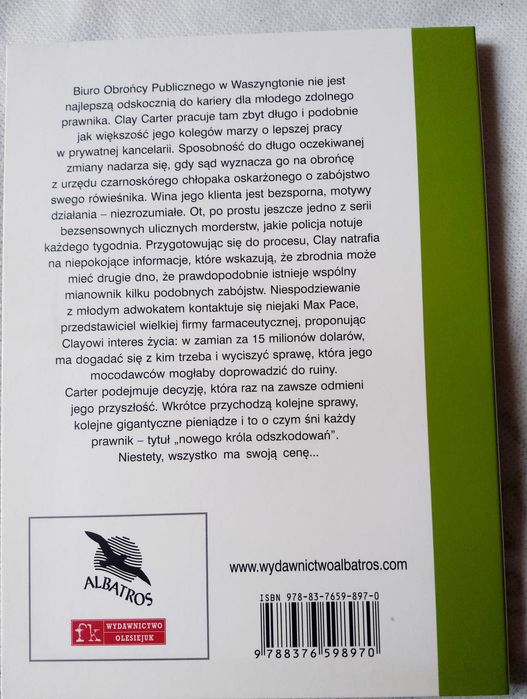 Biuro Obrońcy Publicznego w Waszyngtonie nie jest
najlepszą odskocznią do kariery dla młodego zdolnego
prawnika. Clay Carter pracuje tam zbyt długo i podobnie
jak większość jego kolegów marzy o lepszej pracy
w prywatnej kancelarii. Sposobność do długo oczekiwanej
zmiany nadarza się, gdy sąd wyznacza go na obrońcę
z urzędu czarnoskórego chłopaka oskarżonego o zabójstwo
swego rówieśnika. Wina jego klienta jest bezsporna, motywy
działania – niezrozumiałe. Ot, po prostu jeszcze jedno z serii
bezsensownych ulicznych morderstw, jakie policja notuje
każdego tygodnia. Przygotowując się do procesu, Clay natrafia
na niepokojące informacje, które wskazują, że zbrodnia może
mieć drugie dno, że prawdopodobnie istnieje wspólny
mianownik kilku podobnych zabójstw. Niespodziewanie
z młodym adwokatem kontaktuje się niejaki Max Pace,
przedstawiciel wielkiej firmy farmaceutycznej, proponując
Clayowi interes życia: w zamian za 15 milionów dolarów,
ma dogadać się z kim trzeba i wyciszyć sprawę, która jego
mocodawców mogłaby doprowadzić do ruiny.
Carter podejmuje decyzję, która raz na zawsze odmieni
jego przyszłość. Wkrótce przychodzą kolejne sprawy,
kolejne gigantyczne pieniądze i to o czym śni każdy
prawnik – tytuł „nowego króla odszkodowań”.
Niestety, wszystko ma swoją cenę...
ALBATROS
fk WYDAWNICTWO
OLESIEJUK
www.wydawnictwoalbatros.com
ISBN 978-83-7659-897-0
9 788376 598970